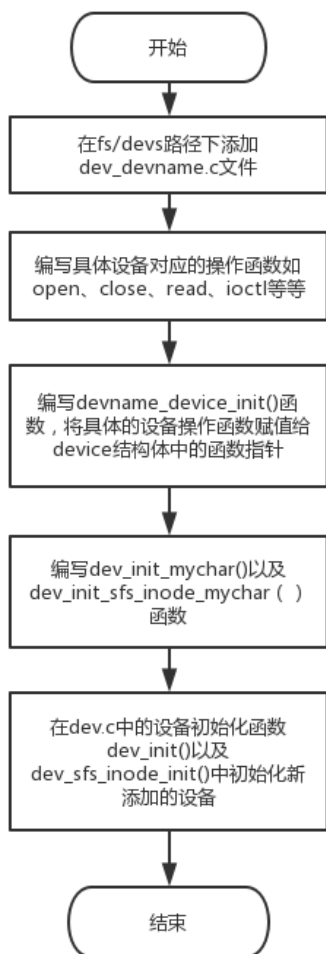 开始
在fs/devs路径下添加
dev_devname.c文件
编写具体设备对应的操作函数如
open、close、read、ioctl等等
编写devname_device_init()函
数，将具体的设备操作函数赋值给
device结构体中的函数指针
编写dev_init_mychar()以及
dev_init_sfs_inode_mychar（ ）
函数
在dev.c中的设备初始化函数
dev_init()以及
dev_sfs_inode_init()中初始化新
添加的设备
结束